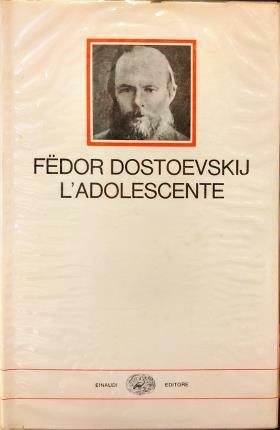 FËDOR DOSTOEVSKIJ
L'ADOLESCENTE
EINAUDI EDITORE